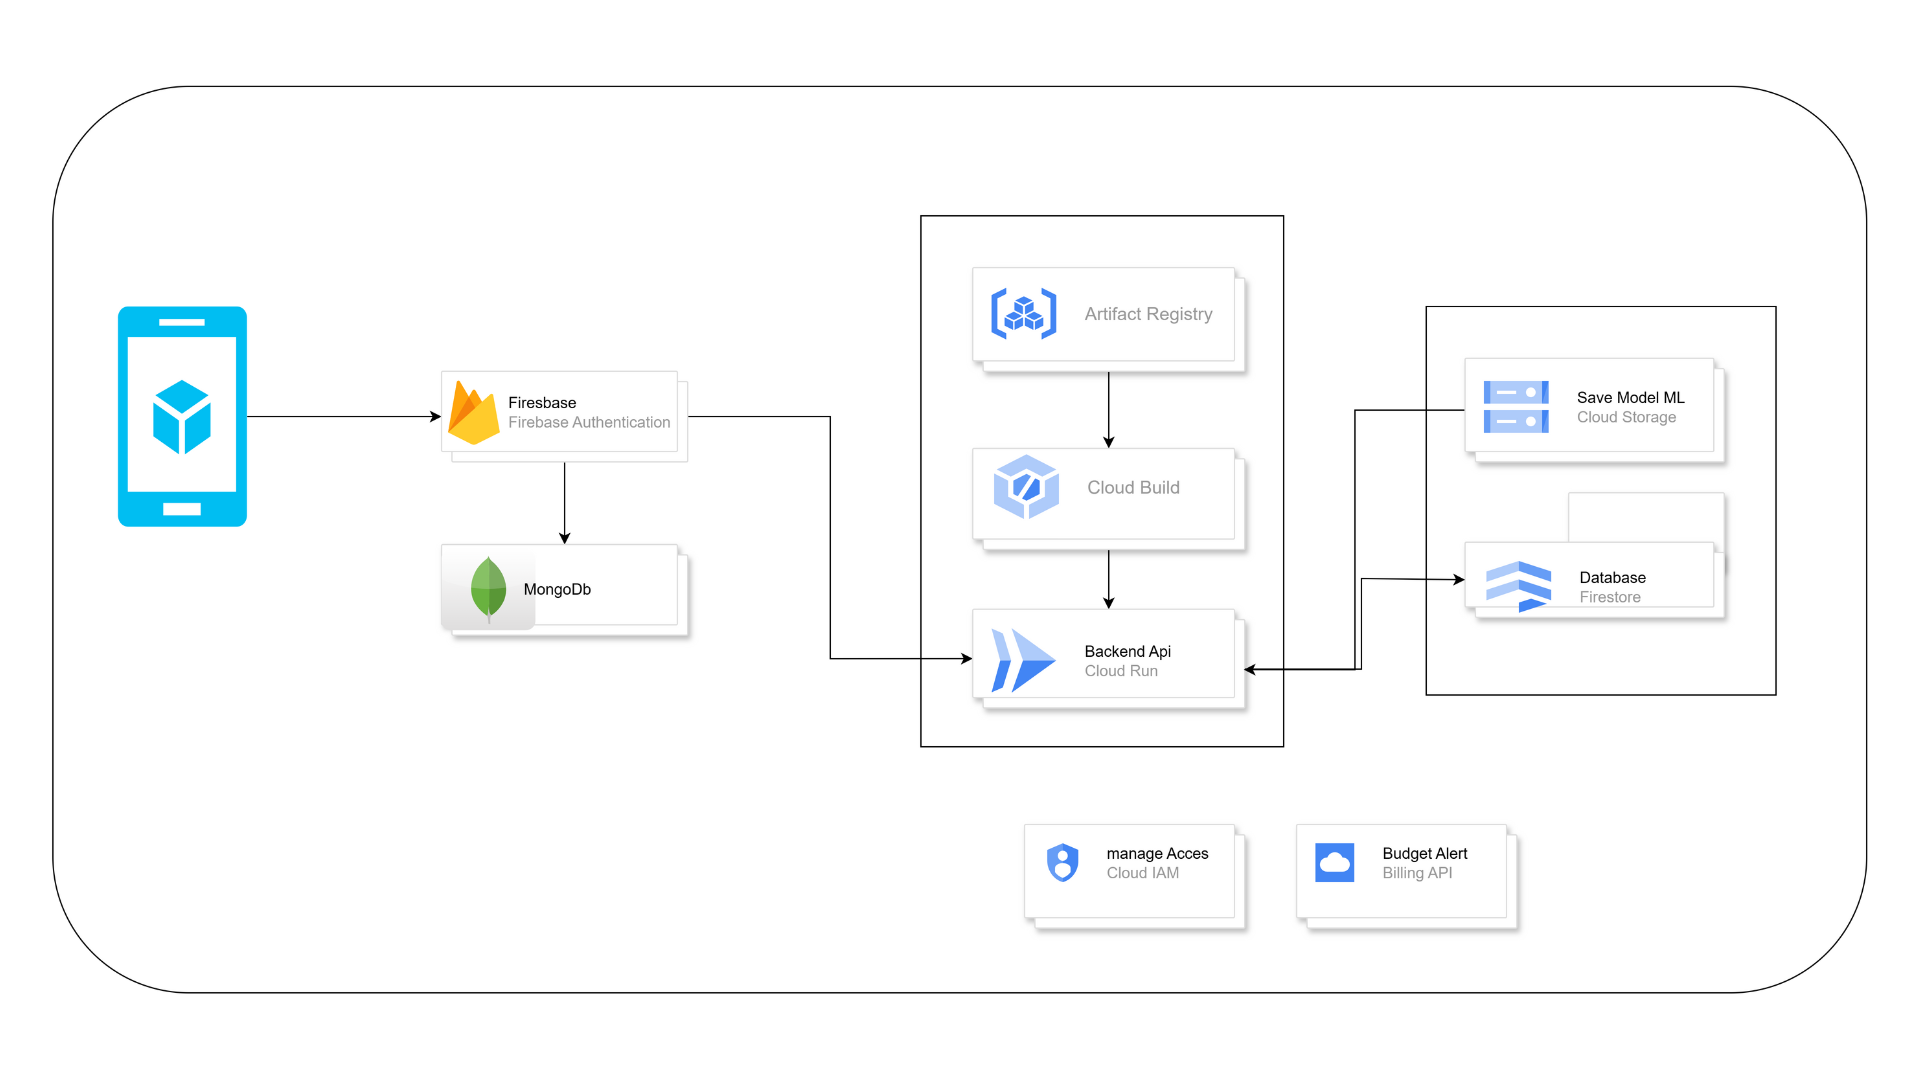 Firesbase
Firebase Authentication
MongoDb
Artifact Registry
Cloud Build
Backend Api
Cloud Run
Save Model ML
Cloud Storage
Database
Firestore
manage Acces
Cloud IAM
Budget Alert
Billing API